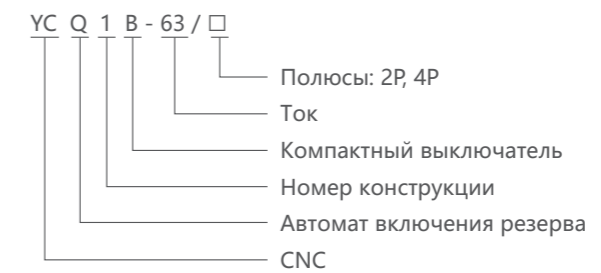 YC Q 1 B - 63 / □
Полюсы: 2P, 4P
Ток
Компактный выключатель
Номер конструкции
Автомат включения резерва
CNC